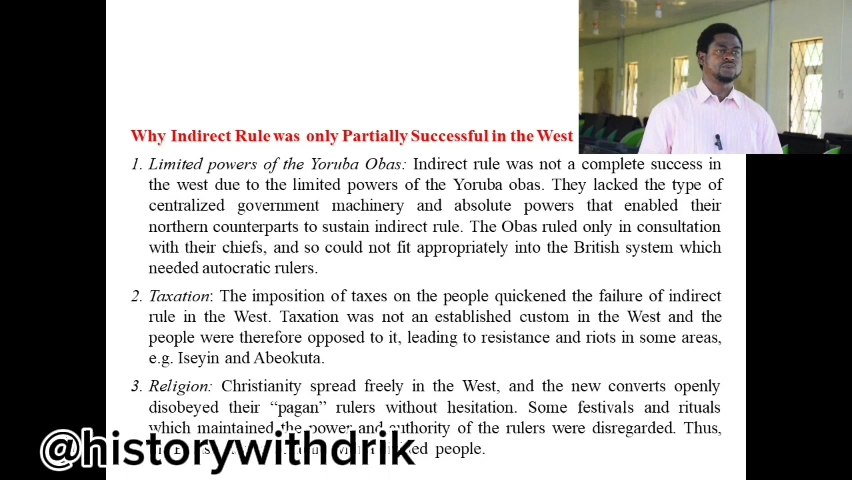 Why Indirect Rule was only Partially Successful in the West
1. Limited powers of the Yoruba Obas: Indirect rule was not a complete success in
the west due to the limited powers of the Yoruba obas. They lacked the type of
centralized government machinery and absolute powers that enabled their
northern counterparts to sustain indirect rule. The Obas ruled only in consultation
with their chiefs, and so could not fit appropriately into the British system which
needed autocratic rulers.
2. Taxation: The imposition of taxes on the people quickened the failure of indirect
rule in the West. Taxation was not an established custom in the West and the
people were therefore opposed to it, leading to resistance and riots in some areas,
e.g. Iseyin and Abeokuta.
3. Religion: Christianity spread freely in the West, and the new converts openly
disobeyed their “pagan” rulers without hesitation. Some festivals and rituals
which maintained the power and authority of the rulers were disregarded. Thus,
people.
@historywithdrik